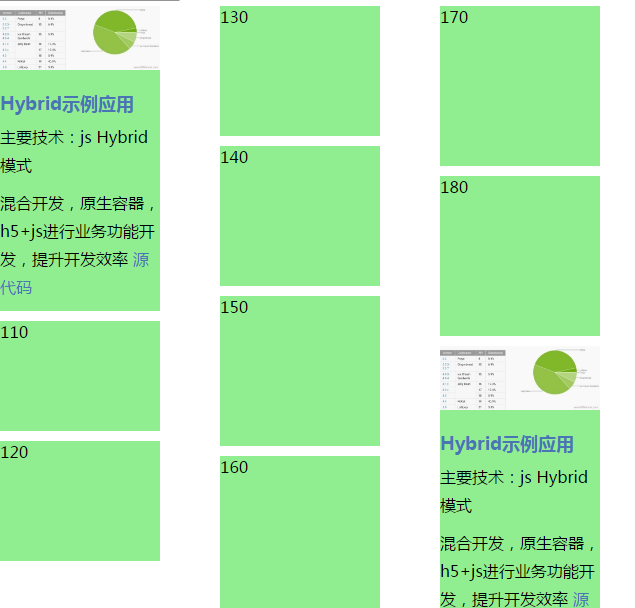 Hybrid示例应用
主要技术：js Hybrid
模式
混合开发，原生容器，
h5+js进行业务功能开
发，提升开发效率 源
代码
110
120
130
140
150
160
170
180
Hybrid示例应用
主要技术：js Hybrid
模式
混合开发，原生容器，
h5+js进行业务功能开
发，提升开发效率 源